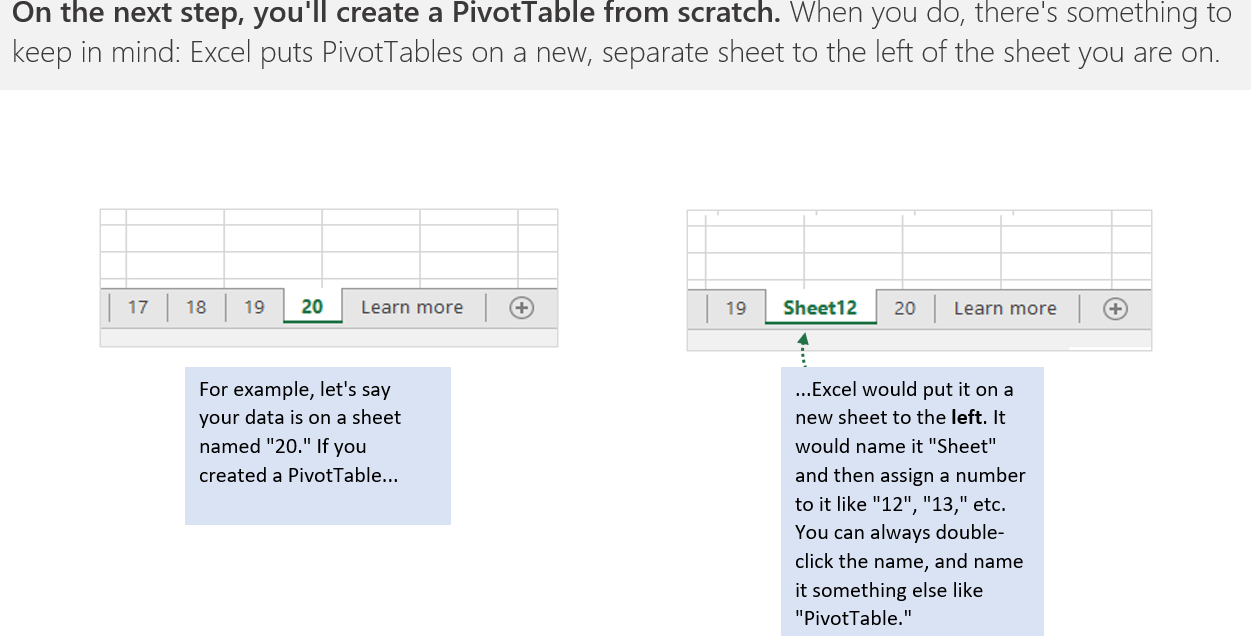 On the next step, you'll create a PivotTable from scratch. When you do, there's something to
keep in mind: Excel puts PivotTables on a new, separate sheet to the left of the sheet you are on.
17 18 19 20 Learn more
19 Sheet12 20 Learn more
For example, let's say
your data is on a sheet
named "20." If you
created a PivotTable...
...Excel would put it on a
new sheet to the left. It
would name it "Sheet"
and then assign a number
to it like "12", "13," etc.
You can always double-
click the name, and name
it something else like
"PivotTable."